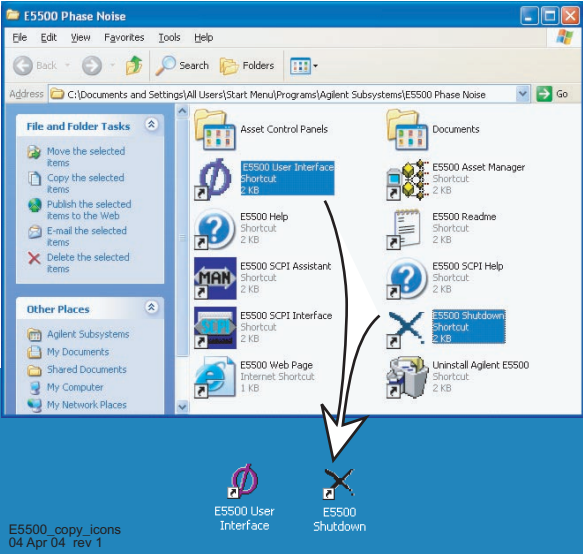 E5500 Phase Noise
File Edit View Favorites Tools Help
Back Search Folders
Address C:\Documents and Settings\All Users\Start Menu\Programs\Agilent Subsystems\E5500 Phase Noise Go
File and Folder Tasks
Move the selected
items
Copy the selected
items
Publish the selected
items to the Web
E-mail the selected
items
Delete the selected
items
Other Places
Agilent Subsystems
My Documents
Shared Documents
My Computer
My Network Places
Asset Control Panels
Documents
E5500 User Interface
Shortcut
2 KB
E5500 Asset Manager
Shortcut
2 KB
E5500 Help
Shortcut
2 KB
E5500 Readme
Shortcut
2 KB
MAN
E5500 SCPI Assistant
Shortcut
2 KB
E5500 SCPI Help
Shortcut
2 KB
SCPI
E5500 SCPI Interface
Shortcut
2 KB
E5500 Shutdown
Shortcut
2 KB
E5500 Web Page
Internet Shortcut
1 KB
Uninstall Agilent E5500
Shortcut
2 KB
E5500 User
Interface
E5500
Shutdown
E5500_copy_icons
04 Apr 04 rev 1